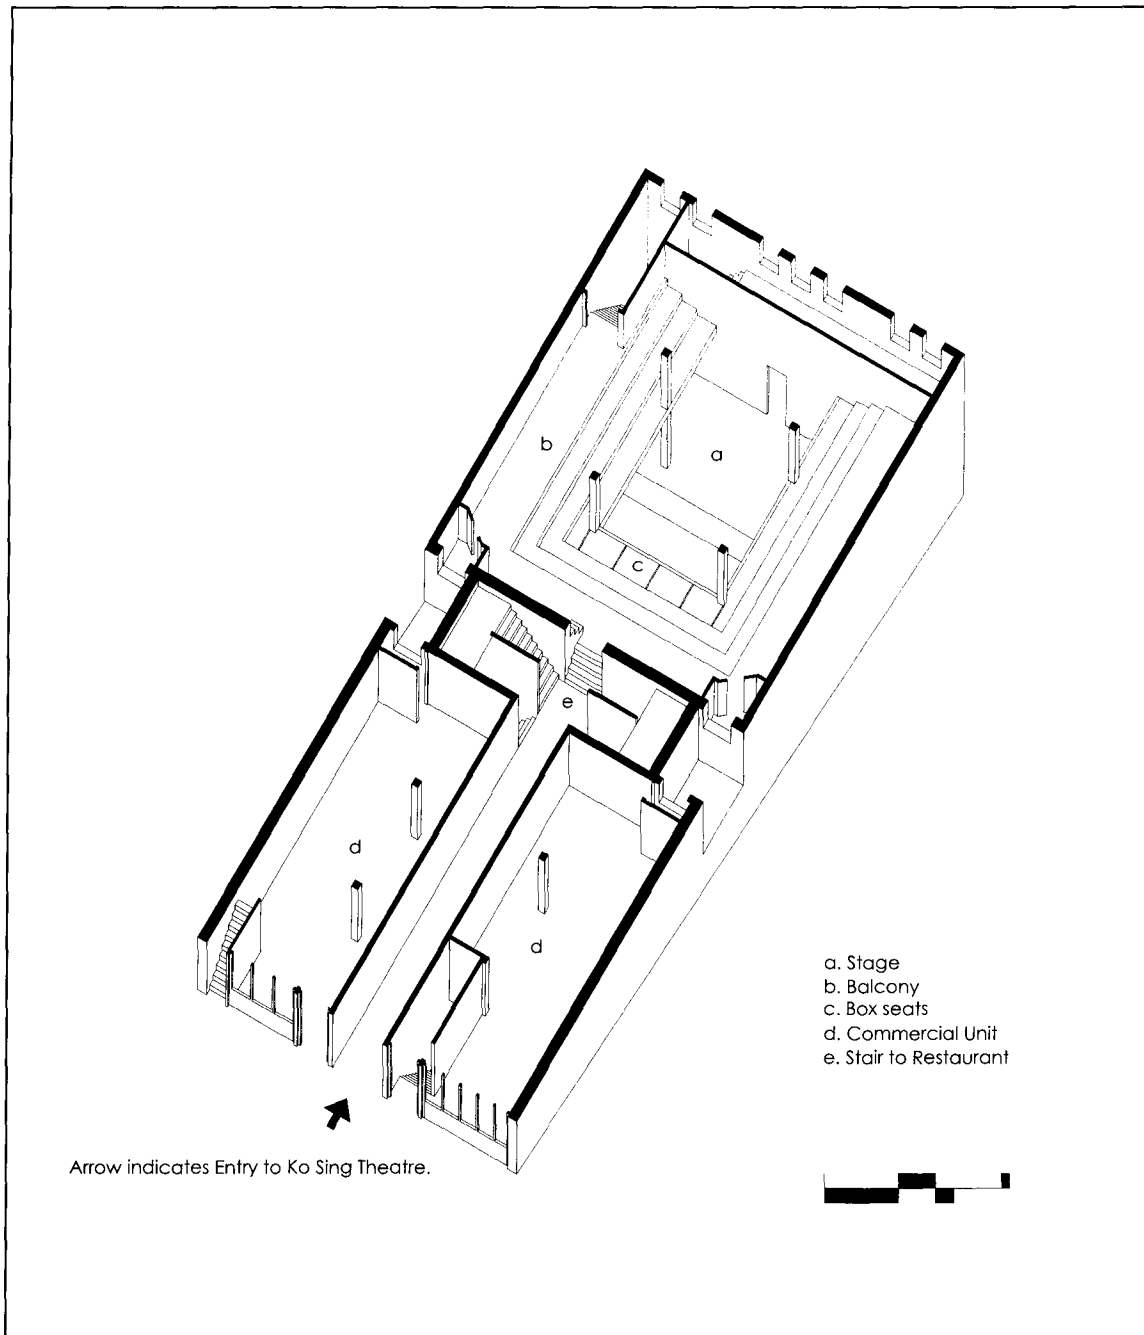 b
a
c
e
d
d
a. Stage
b. Balcony
c. Box seats
d. Commercial Unit
e. Stair to Restaurant
Arrow indicates Entry to Ko Sing Theatre.